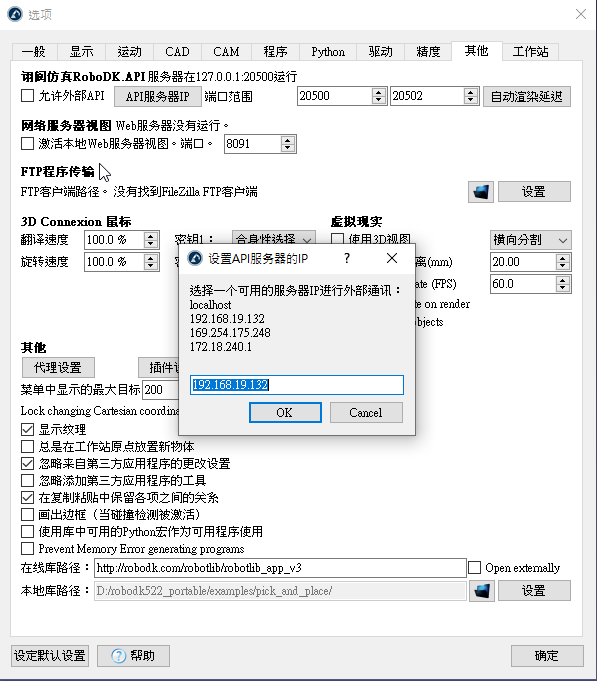 选项
一般 显示 运动 CAD CAM 程序 Python 驱动 精度 其他 工作站
RoboDK.API 服务器在127.0.0.1:20500运行
允许外部API API服务器IP 端口范围 20500 20502 自动渲染延迟
网络服务器视图 Web服务器没有运行。
激活本地Web服务器视图。端口。 8091
FTP程序传输
FTP客户端路径。 没有找到FileZilla FTP客户端 设置
3D Connexion 鼠标 虚拟现实
翻译速度 100.0 % 密钥1： 合身性选择 使用3D视图 横向分割
旋转速度 100.0 % 离(mm) 20.00
ate (FPS) 60.0
te on render
bjects
设置API服务器的IP ?
选择一个可用的服务器IP进行外部通讯：
localhost
192.168.19.132
169.254.175.248
172.18.240.1
192.168.19.132
OK Cancel
其他
代理设置 插件设
菜单中显示的最大目标 200
Lock changing Cartesian coordina
显示纹理
总是在工作站原点放置新物体
忽略来自第三方应用程序的更改设置
忽略添加第三方应用程序的工具
在复制粘贴中保留各项之间的关系
画出边框（当碰撞检测被激活）
使用库中可用的Python宏作为可用程序使用
Prevent Memory Error generating programs
在线库路径： http://robodk.com/robotlib/robotlib_app_v3 Open externally
本地库路径： D:/robodk522_portable/examples/pick_and_place/ 设置
设定默认设置 ? 帮助 确定